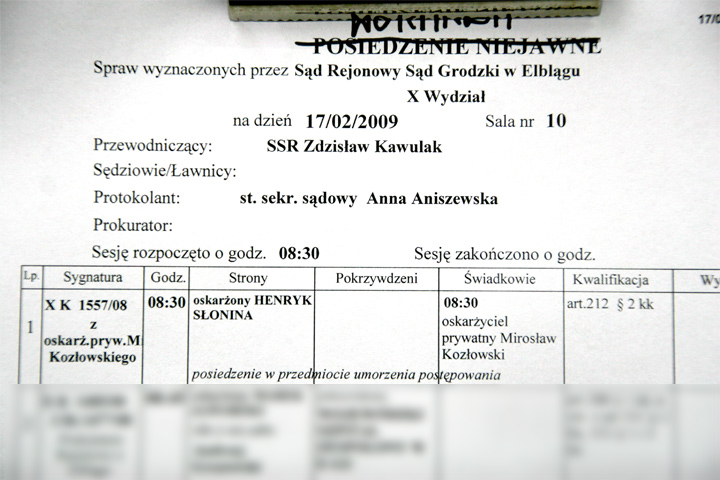 POSIEDZENIE NIEJAWNE
Spraw wyznaczonych przez Sąd Rejonowy Sąd Grodzki w Elblągu
X Wydział
na dzień 17/02/2009 Sala nr 10
Przewodniczący: SSR Zdzisław Kawulak
Sędziowie/Ławnicy:
Protokolant: st. sekr. sądowy Anna Aniszewska
Prokurator:
Sesję rozpoczęto o godz. 08:30 Sesję zakończono o godz.
Lp. Sygnatura Godz. Strony Pokrzywdzeni Świadkowie Kwalifikacja
1 X K 1557/08 08:30 oskarżony HENRYK 08:30 art.212 § 2 kk
z SŁONINA oskarżyciel
oskarż.pryw.M prywatny Mirosław
Kozłowskiego Kozłowski
posiedzenie w przedmiocie umorzenia postępowania